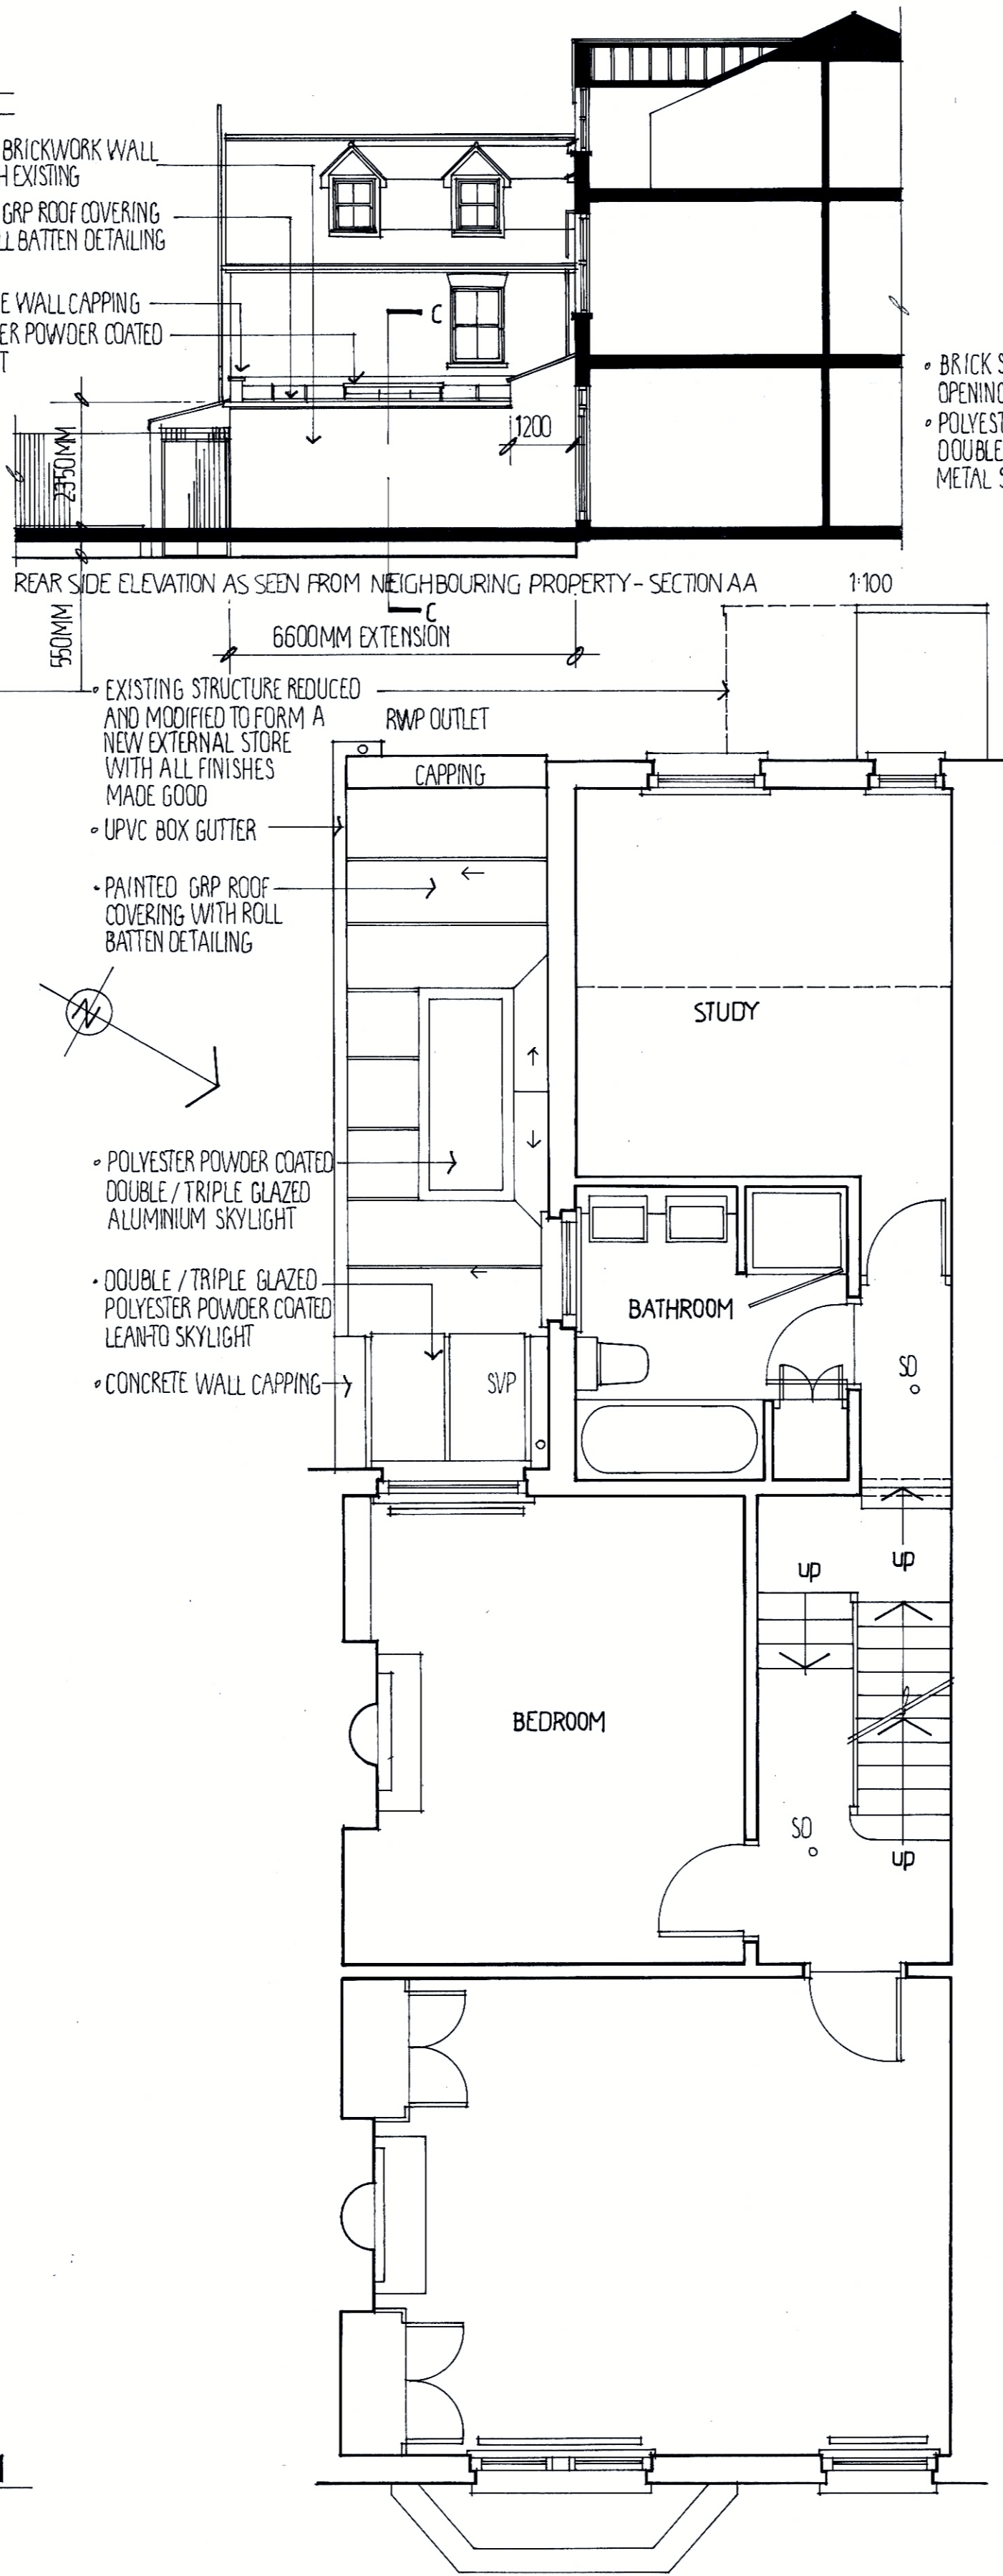 BRICKWORK WALL
H EXISTING
GRP ROOF COVERING
LL BATTEN DETAILING
E WALL CAPPING
ER POWDER COATED
T
C
1200
2350MM
• BRICK S
OPENING
• POLYEST
DOUBLE
METAL S
REAR SIDE ELEVATION AS SEEN FROM NEIGHBOURING PROPERTY - SECTION AA 1:100
C
550MM
6600MM EXTENSION
• EXISTING STRUCTURE REDUCED
AND MODIFIED TO FORM A
NEW EXTERNAL STORE
WITH ALL FINISHES
MADE GOOD
RWP OUTLET
CAPPING
• UPVC BOX GUTTER
• PAINTED GRP ROOF
COVERING WITH ROLL
BATTEN DETAILING
N
STUDY
• POLYESTER POWDER COATED
DOUBLE / TRIPLE GLAZED
ALUMINIUM SKYLIGHT
• DOUBLE / TRIPLE GLAZED
POLYESTER POWDER COATED
LEAN-TO SKYLIGHT
BATHROOM
• CONCRETE WALL CAPPING
SVP
SD
up
up
BEDROOM
SD
up